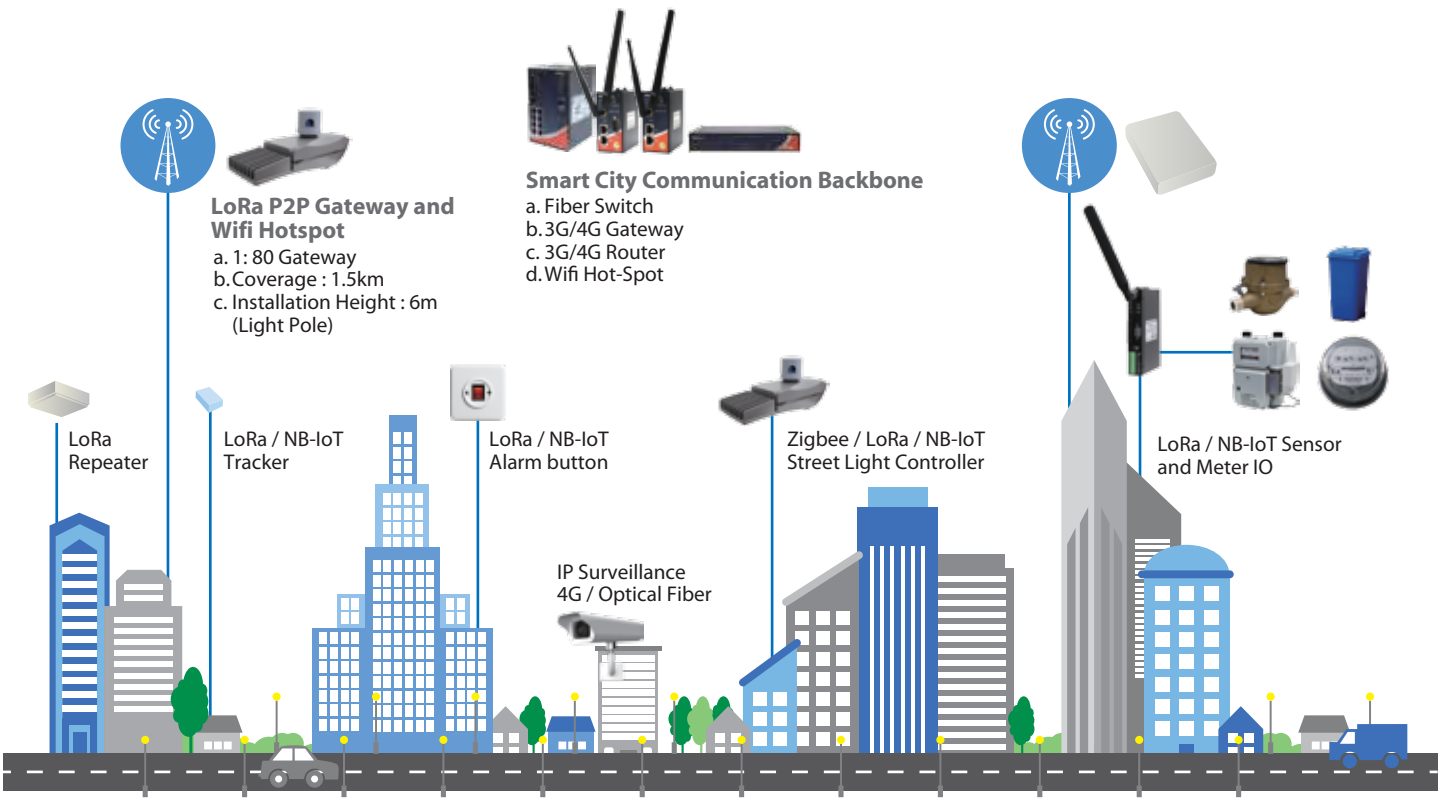 LoRa P2P Gateway and
Wifi Hotspot
a. 1: 80 Gateway
b. Coverage : 1.5km
c. Installation Height : 6m
(Light Pole)
Smart City Communication Backbone
a. Fiber Switch
b. 3G/4G Gateway
c. 3G/4G Router
d. Wifi Hot-Spot
LoRa
Repeater
LoRa / NB-IoT
Tracker
LoRa / NB-IoT
Alarm button
Zigbee / LoRa / NB-IoT
Street Light Controller
LoRa / NB-IoT Sensor
and Meter IO
IP Surveillance
4G / Optical Fiber